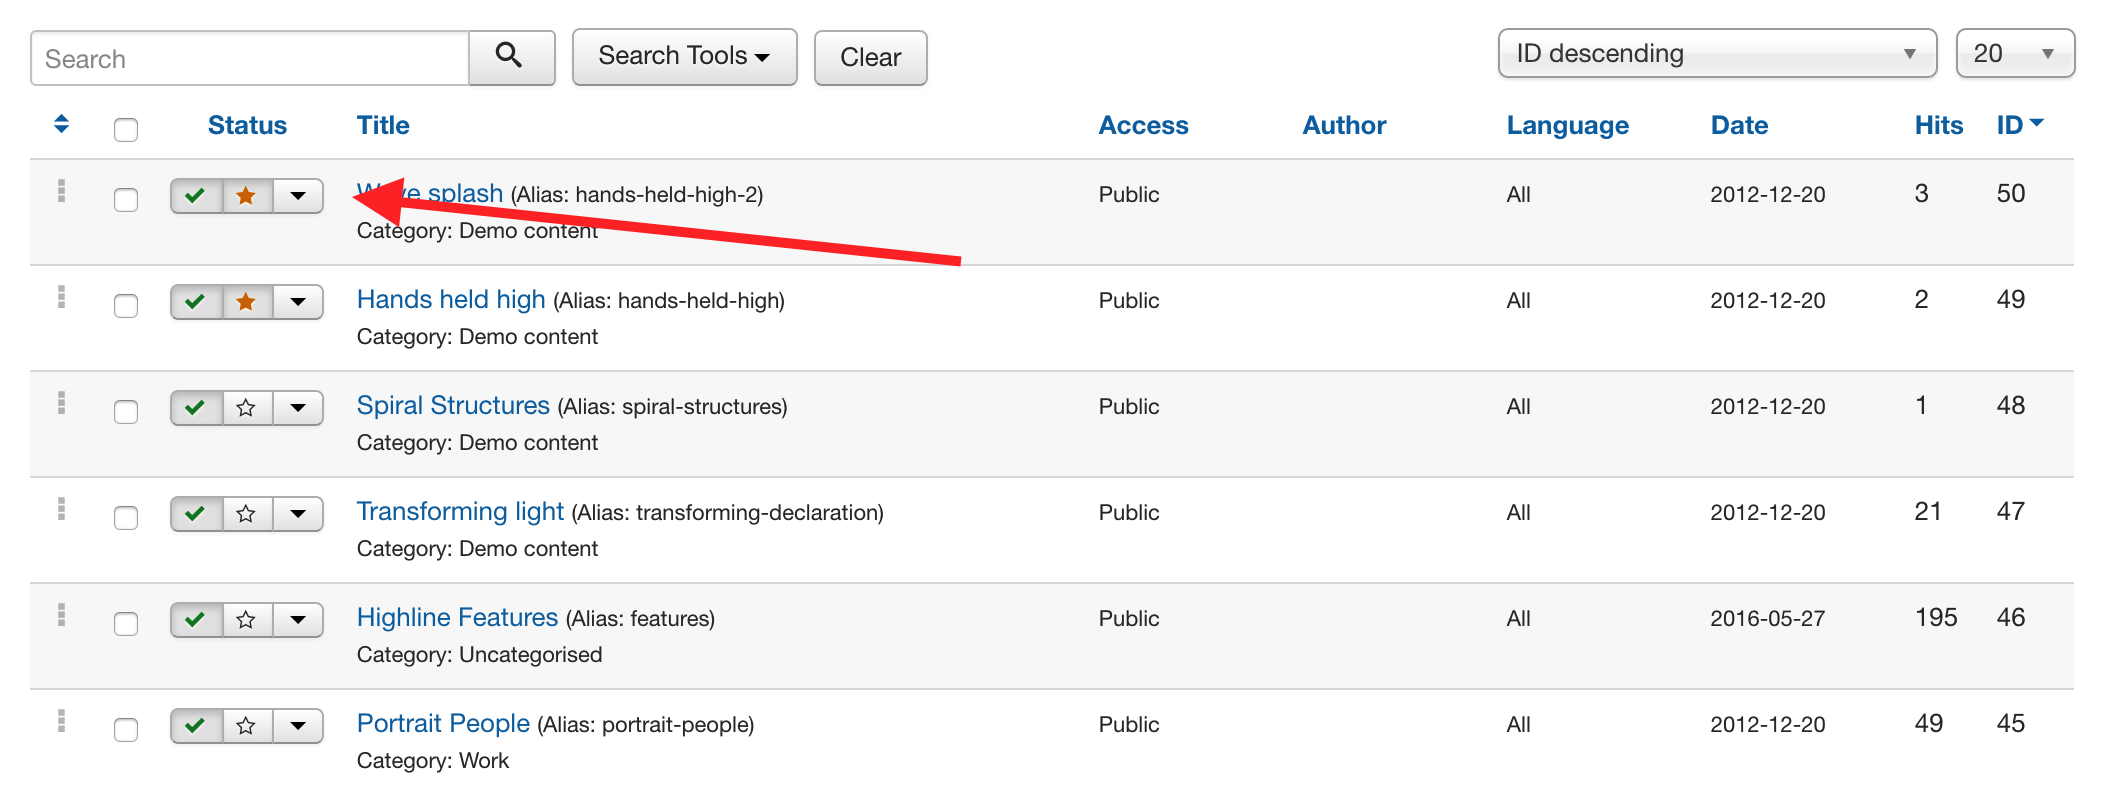 Search Search Tools Clear ID descending 20
Status Title Access Author Language Date Hits ID
Wave splash (Alias: hands-held-high-2) Public All 2012-12-20 3 50
Category: Demo content
Hands held high (Alias: hands-held-high) Public All 2012-12-20 2 49
Category: Demo content
Spiral Structures (Alias: spiral-structures) Public All 2012-12-20 1 48
Category: Demo content
Transforming light (Alias: transforming-declaration) Public All 2012-12-20 21 47
Category: Demo content
Highline Features (Alias: features) Public All 2016-05-27 195 46
Category: Uncategorised
Portrait People (Alias: portrait-people) Public All 2012-12-20 49 45
Category: Work